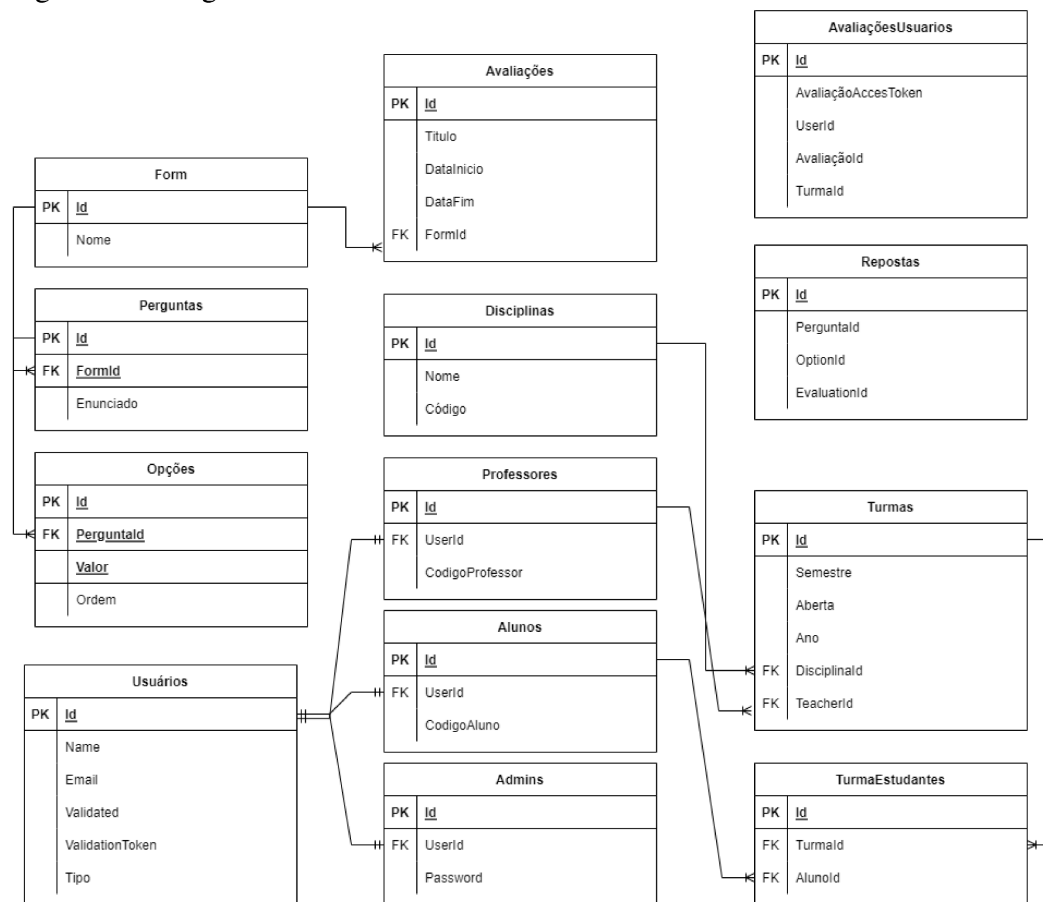 AvaliaçõesUsuarios
PK Id
AvaliaçãoAccesToken
UserId
AvaliaçãoId
TurmaId
Avaliações
PK Id
Titulo
DataInicio
DataFim
FK FormId
Form
PK Id
Nome
Repostas
PK Id
PerguntaId
OptionId
EvaluationId
Perguntas
PK Id
FK FormId
Enunciado
Disciplinas
PK Id
Nome
Código
Opções
PK Id
FK PerguntaId
Valor
Ordem
Professores
PK Id
FK UserId
CodigoProfessor
Turmas
PK Id
Semestre
Aberta
Ano
FK DisciplinaId
FK TeacherId
Alunos
PK Id
FK UserId
CodigoAluno
Usuários
PK Id
Name
Email
Validated
ValidationToken
Tipo
Admins
PK Id
FK UserId
Password
TurmaEstudantes
PK Id
FK TurmaId
FK AlunoId